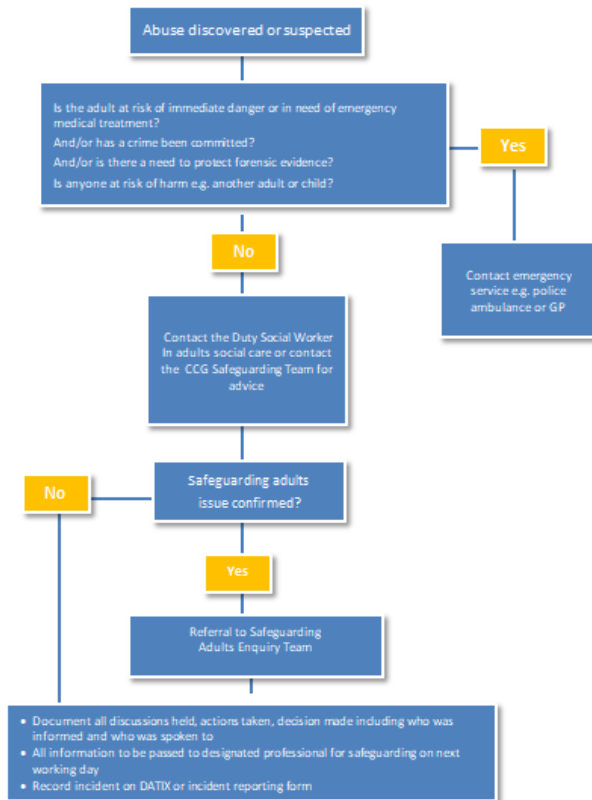 Abuse discovered or suspected
Is the adult at risk of immediate danger or in need of emergency
medical treatment?
And/or has a crime been committed?
And/or is there a need to protect forensic evidence?
Is anyone at risk of harm e.g. another adult or child?
Yes
No
Contact emergency
service e.g. police
ambulance or GP
Contact the Duty Social Worker
In adults social care or contact
the CCG Safeguarding Team for
advice
No
Safeguarding adults
issue confirmed?
Yes
Referral to Safeguarding
Adults Enquiry Team
• Document all discussions held, actions taken, decision made including who was
informed and who was spoken to
• All information to be passed to designated professional for safeguarding on next
working day
• Record incident on DATIX or incident reporting form